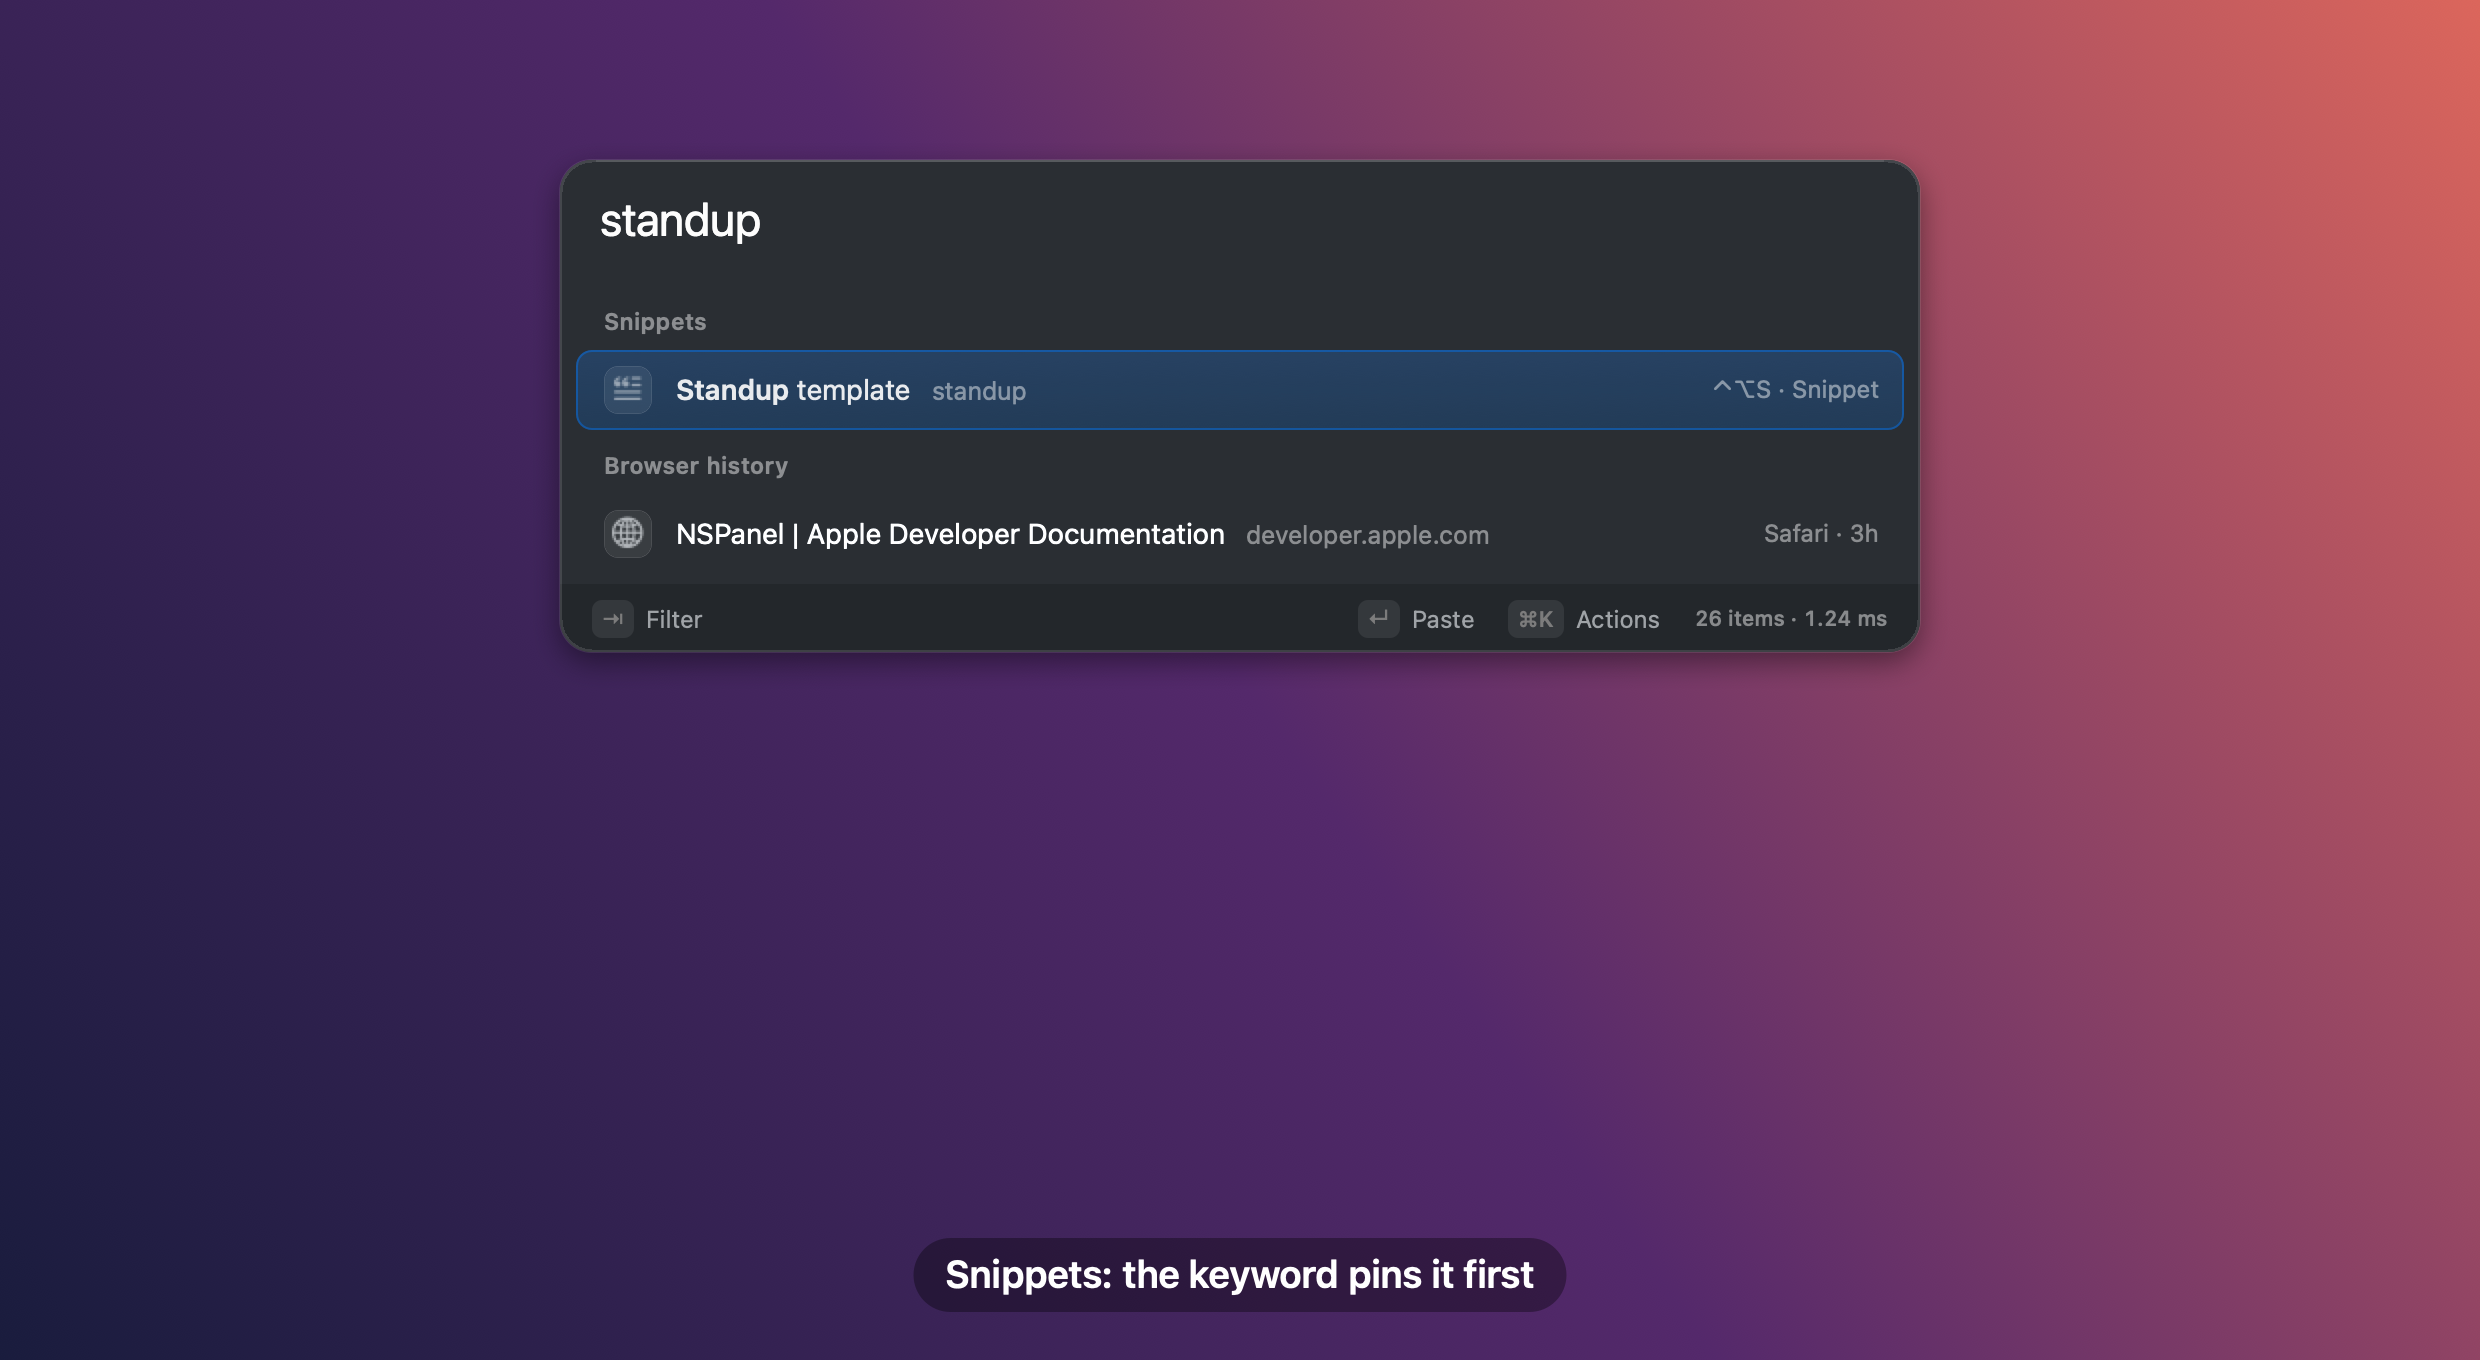 standup
Snippets
Standup template standup ^⌥S · Snippet
Browser history
NSPanel | Apple Developer Documentation developer.apple.com Safari · 3h
⇥ Filter ↵ Paste ⌘K Actions 26 items · 1.24 ms
Snippets: the keyword pins it first